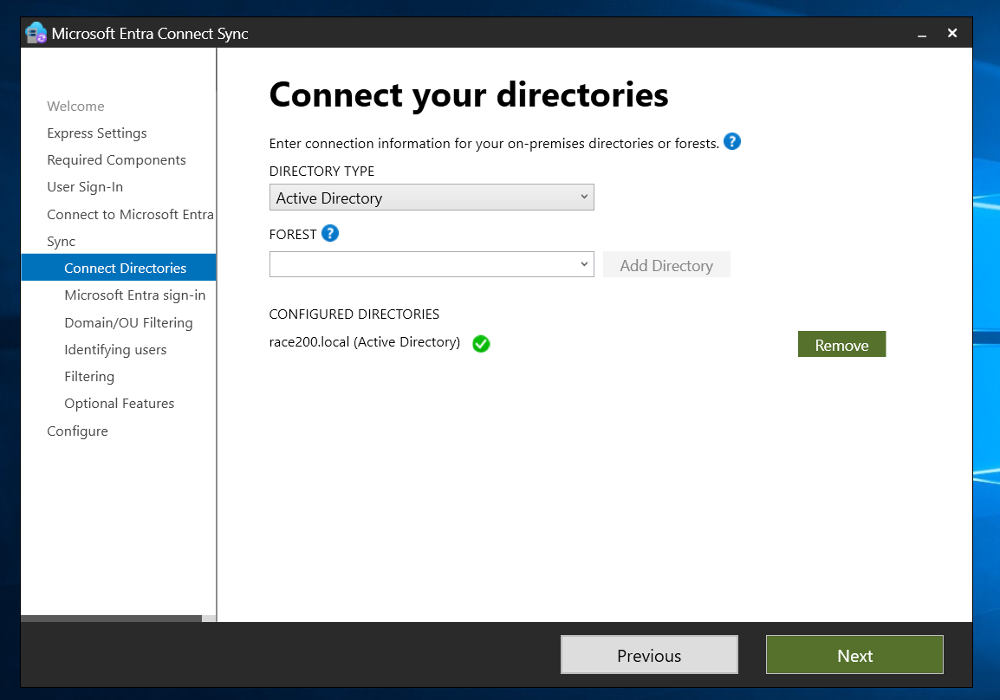 Microsoft Entra Connect Sync
Welcome
Express Settings
Required Components
User Sign-In
Connect to Microsoft Entra
Sync
Connect Directories
Microsoft Entra sign-in
Domain/OU Filtering
Identifying users
Filtering
Optional Features
Configure
Connect your directories
Enter connection information for your on-premises directories or forests. ?
DIRECTORY TYPE
Active Directory
FOREST ?
Add Directory
CONFIGURED DIRECTORIES
race200.local (Active Directory)
Remove
Previous
Next